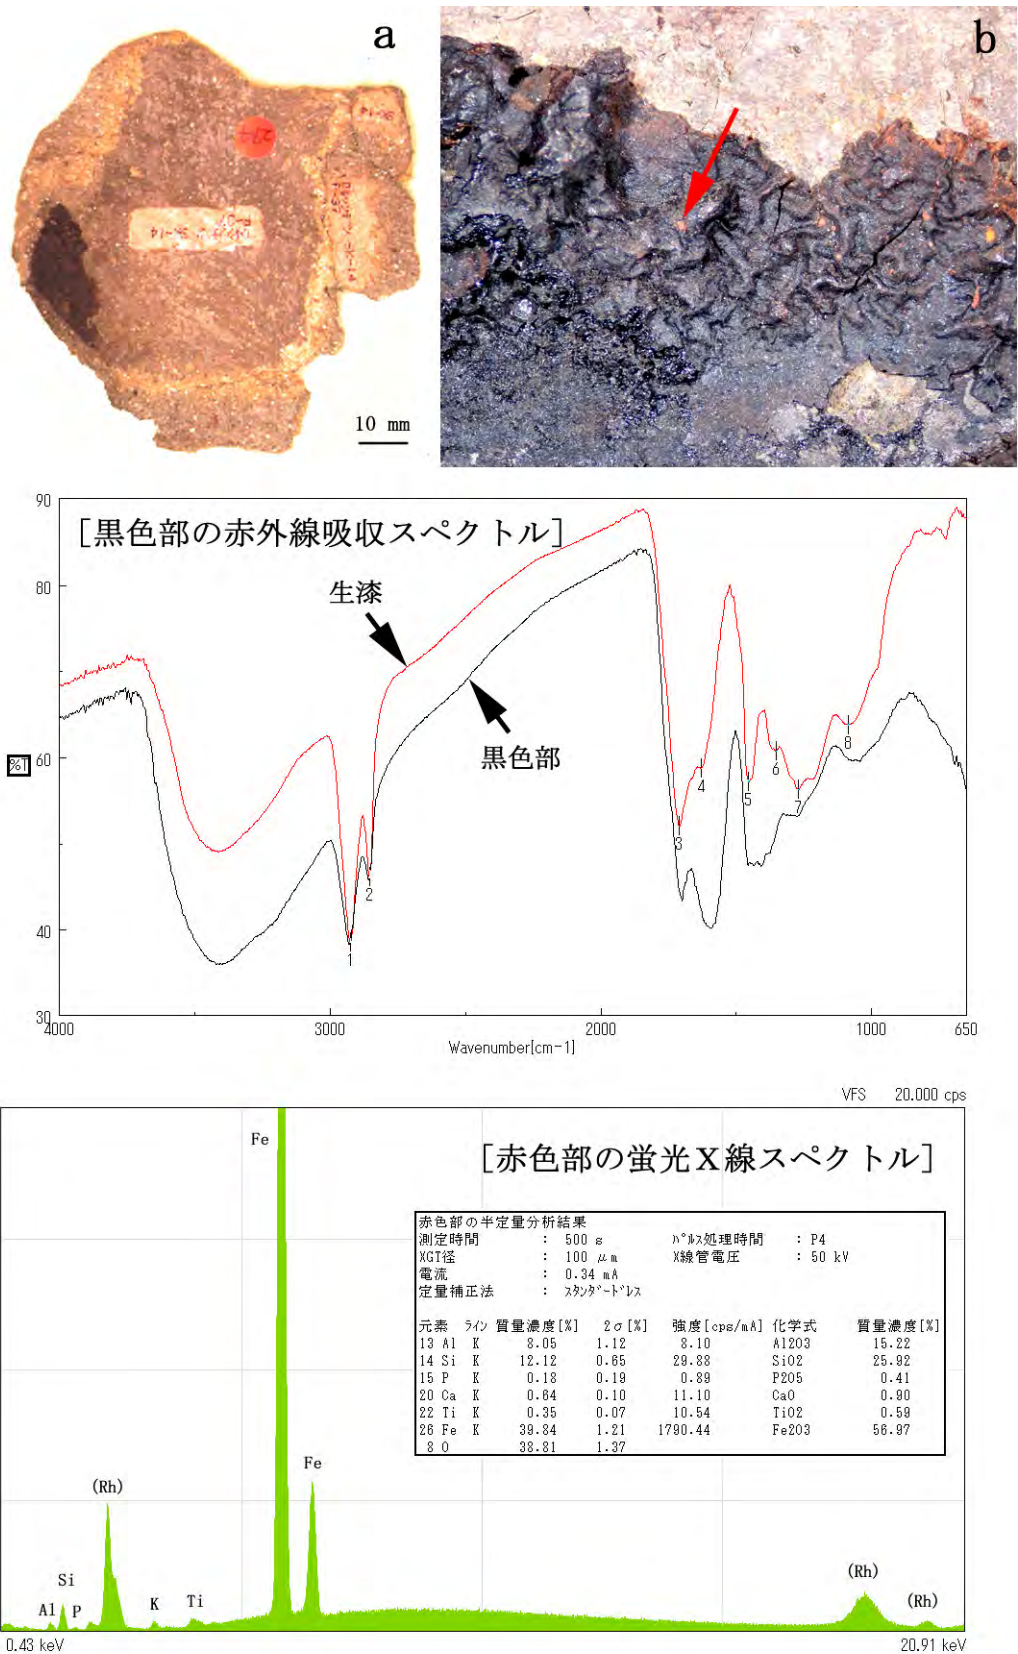 a
b
10 mm
[黒色部の赤外線吸収スペクトル]
生漆
黒色部
90
80
60
40
30
%T
1
2
3
4
5
6
7
8
4000 3000 2000 1000 650
Wavenumber[cm-1]
VFS 20.000 cps
[赤色部の蛍光X線スペクトル]
赤色部の半定量分析結果
測定時間 : 500 s ﾊﾟﾙｽ処理時間 : P4
XGT径 : 100 μm X線管電圧 : 50 kV
電流 : 0.34 mA
定量補正法 : ｽﾀﾝﾀﾞｰﾄﾞﾚｽ
元素 ﾗｲﾝ 質量濃度[%] 2σ[%] 強度[cps/mA] 化学式 質量濃度[%]
13 Al K 8.05 1.12 8.10 Al2O3 15.22
14 Si K 12.12 0.65 29.88 SiO2 25.92
15 P K 0.18 0.19 0.89 P2O5 0.41
20 Ca K 0.64 0.10 11.10 CaO 0.90
22 Ti K 0.35 0.07 10.54 TiO2 0.59
26 Fe K 39.84 1.21 1790.44 Fe2O3 56.97
8 O 38.81 1.37
Fe
Fe
(Rh)
Si
Al
P
K
Ti
(Rh)
(Rh)
0.43 keV 20.91 keV